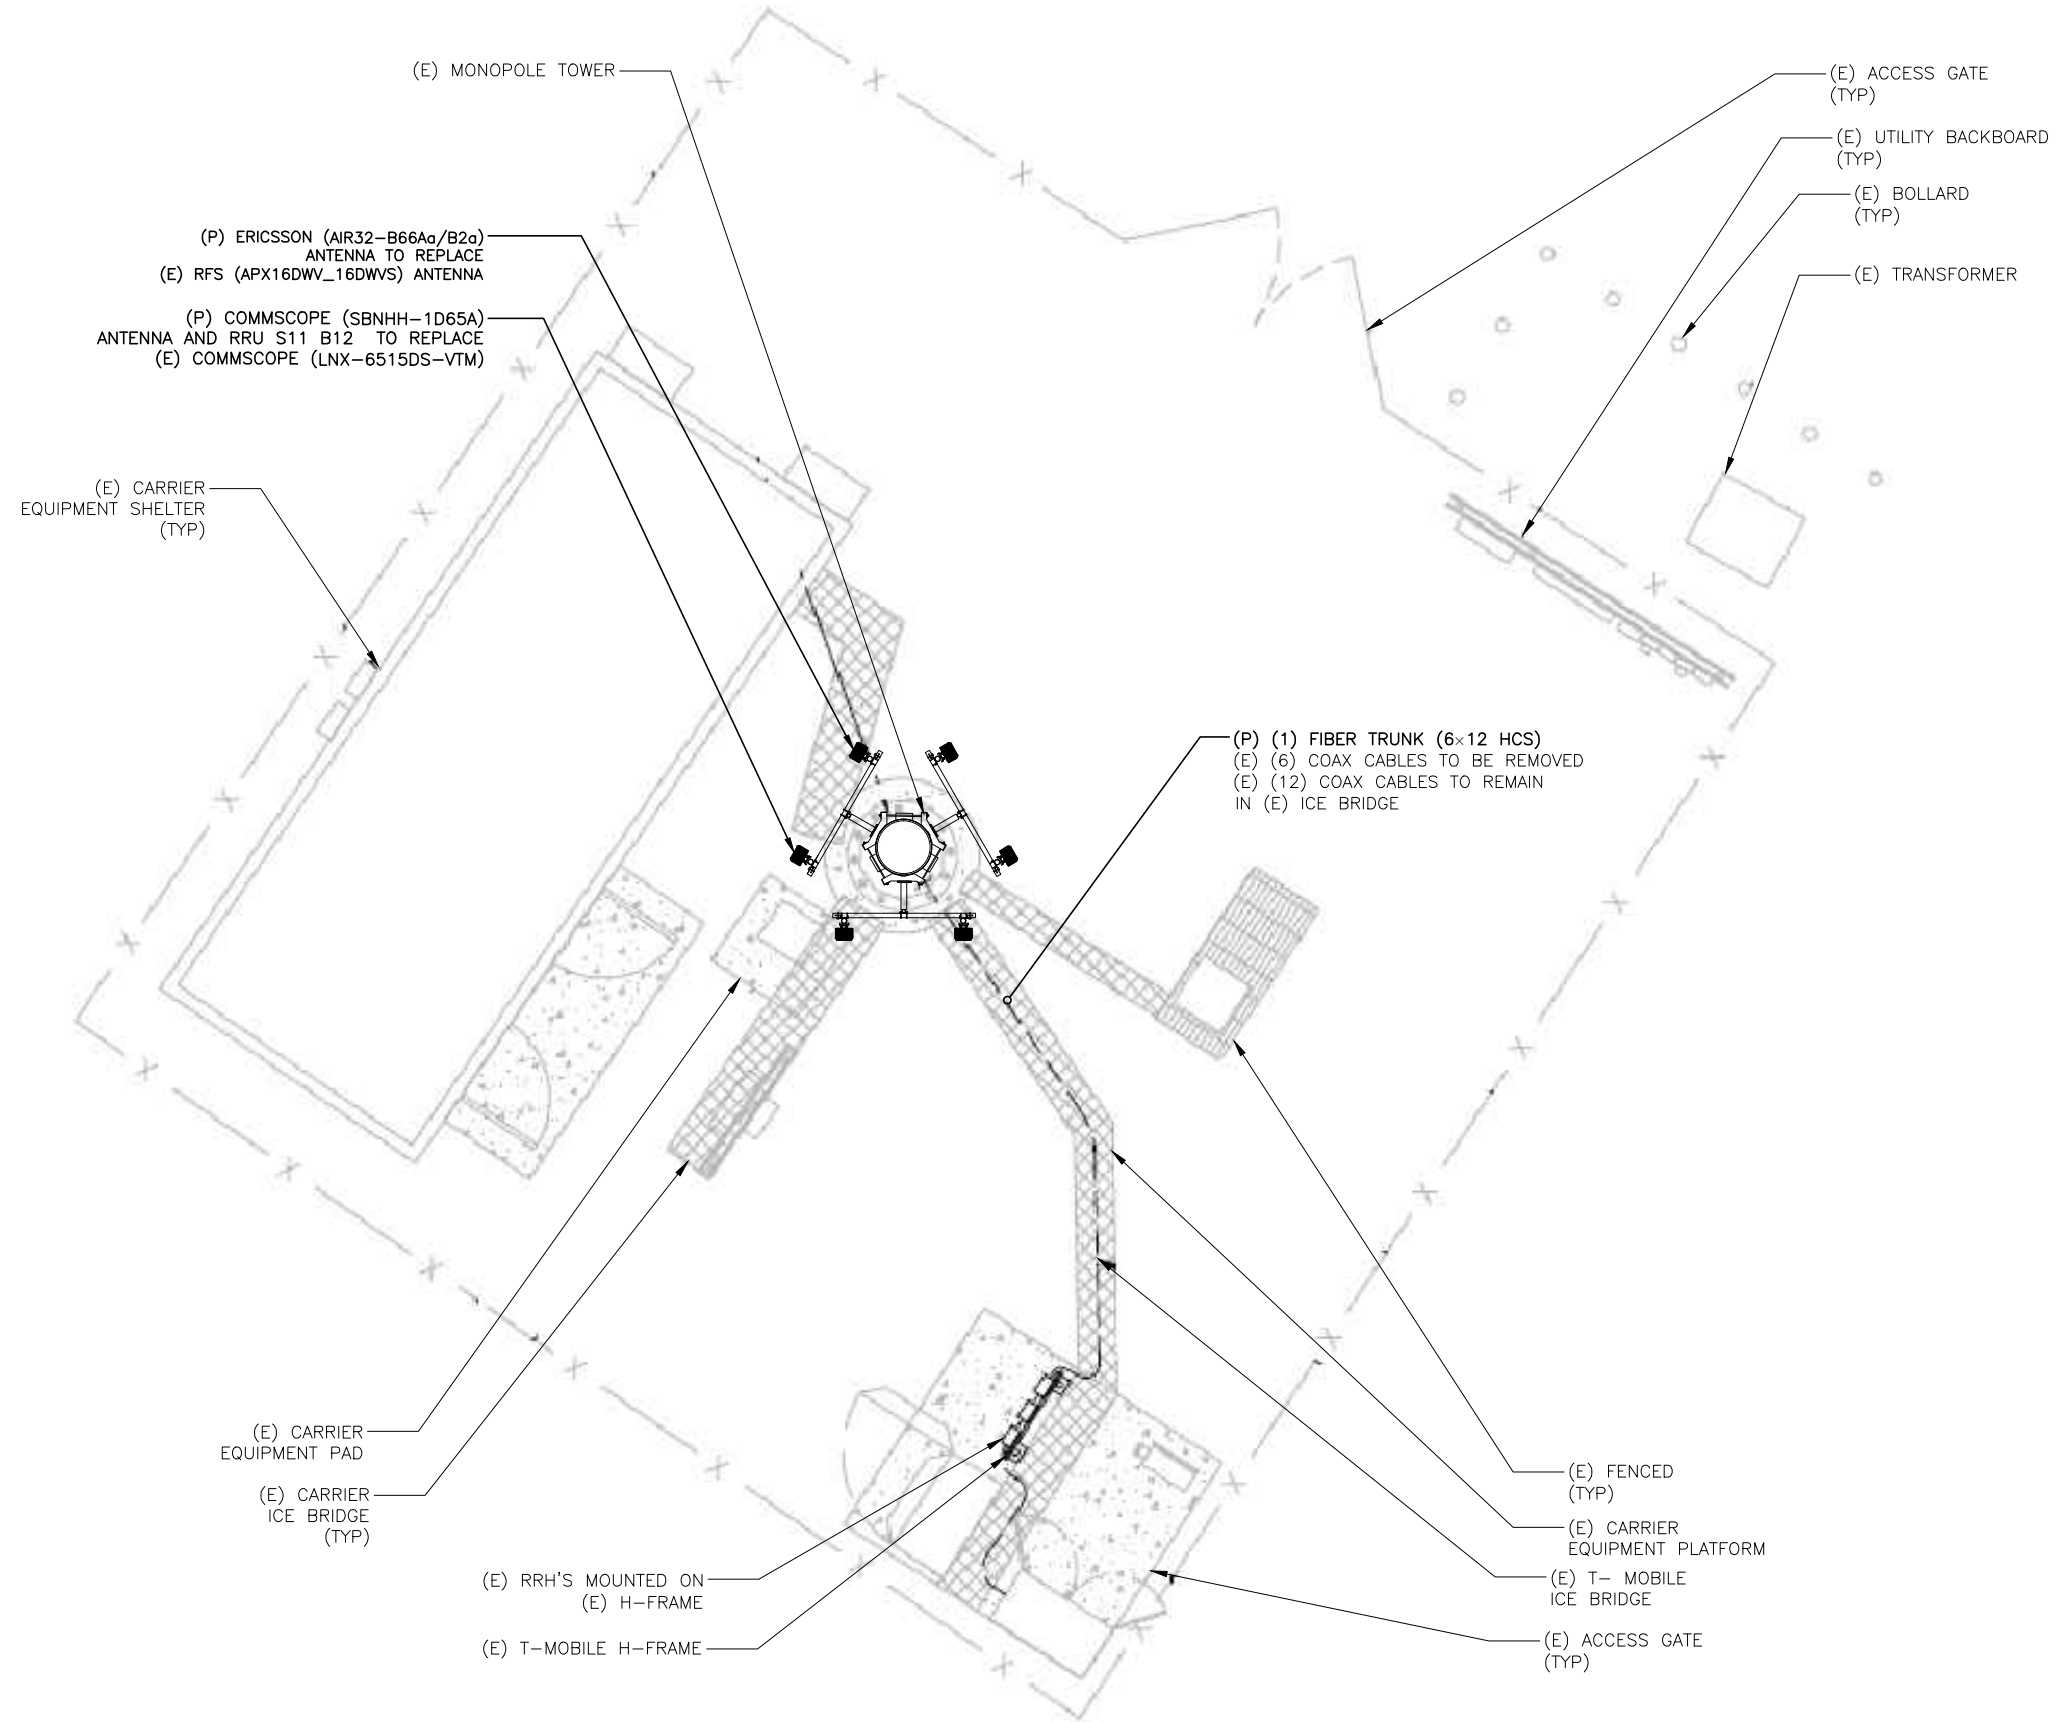 (E) MONOPOLE TOWER
(E) ACCESS GATE
(TYP)
(E) UTILITY BACKBOARD
(TYP)
(E) BOLLARD
(TYP)
(E) TRANSFORMER
(P) ERICSSON (AIR32-B66Aa/B2a)
ANTENNA TO REPLACE
(E) RFS (APX16DWV_16DWVS) ANTENNA
(P) COMMSCOPE (SBNHH-1D65A)
ANTENNA AND RRU S11 B12 TO REPLACE
(E) COMMSCOPE (LNX-6515DS-VTM)
(E) CARRIER
EQUIPMENT SHELTER
(TYP)
(P) (1) FIBER TRUNK (6×12 HCS)
(E) (6) COAX CABLES TO BE REMOVED
(E) (12) COAX CABLES TO REMAIN
IN (E) ICE BRIDGE
(E) CARRIER
EQUIPMENT PAD
(E) CARRIER
ICE BRIDGE
(TYP)
(E) RRH'S MOUNTED ON
(E) H-FRAME
(E) T-MOBILE H-FRAME
(E) FENCED
(TYP)
(E) CARRIER
EQUIPMENT PLATFORM
(E) T- MOBILE
ICE BRIDGE
(E) ACCESS GATE
(TYP)